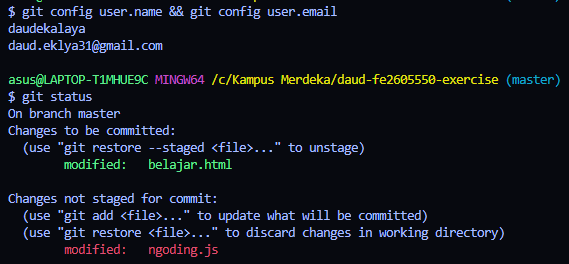 $ git config user.name && git config user.email
daudekalaya
daud.eklya31@gmail.com
asus@LAPTOP-T1MHUE9C MINGW64 /c/Kampus Merdeka/daud-fe2605550-exercise (master)
$ git status
On branch master
Changes to be committed:
  (use "git restore --staged <file>..." to unstage)
        modified:   belajar.html

Changes not staged for commit:
  (use "git add <file>..." to update what will be committed)
  (use "git restore <file>..." to discard changes in working directory)
        modified:   ngoding.js